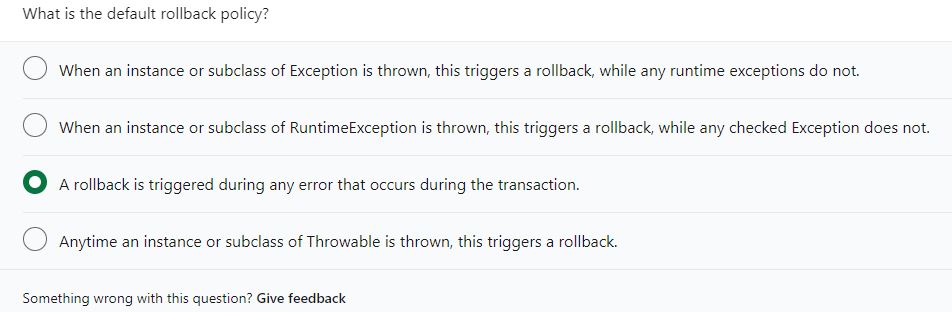 What is the default rollback policy?
When an instance or subclass of Exception is thrown, this triggers a rollback, while any runtime exceptions do not.
When an instance or subclass of RuntimeException is thrown, this triggers a rollback, while any checked Exception does not.
A rollback is triggered during any error that occurs during the transaction.
Anytime an instance or subclass of Throwable is thrown, this triggers a rollback.
Something wrong with this question? Give feedback